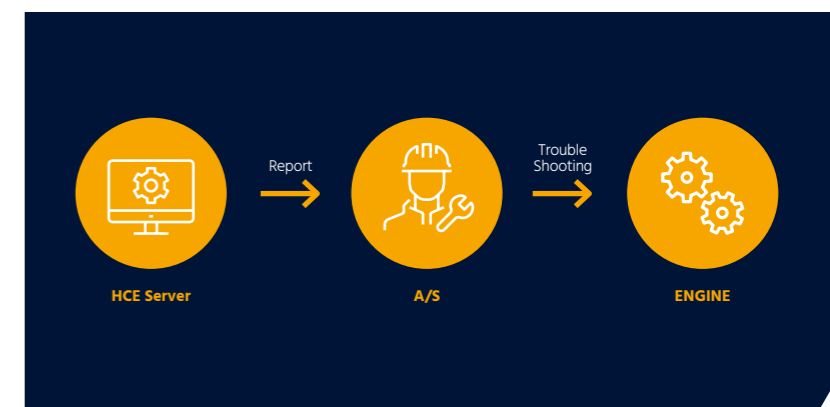 Report
Trouble
Shooting
HCE Server
A/S
ENGINE